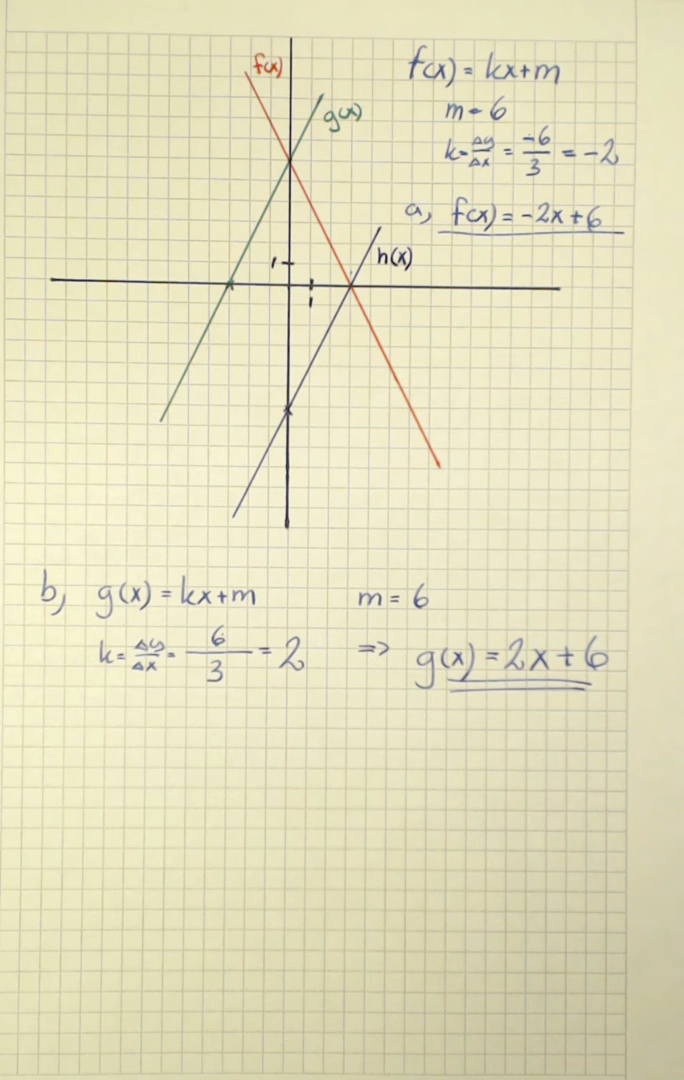 f(x)
g(x)
h(x)
1
1
f(x) = kx+m
m = 6
k = Δy/Δx = -6/3 = -2
a, f(x) = -2x+6
b, g(x) = kx+m m = 6
k = Δy/Δx = 6/3 = 2 => g(x) = 2x+6